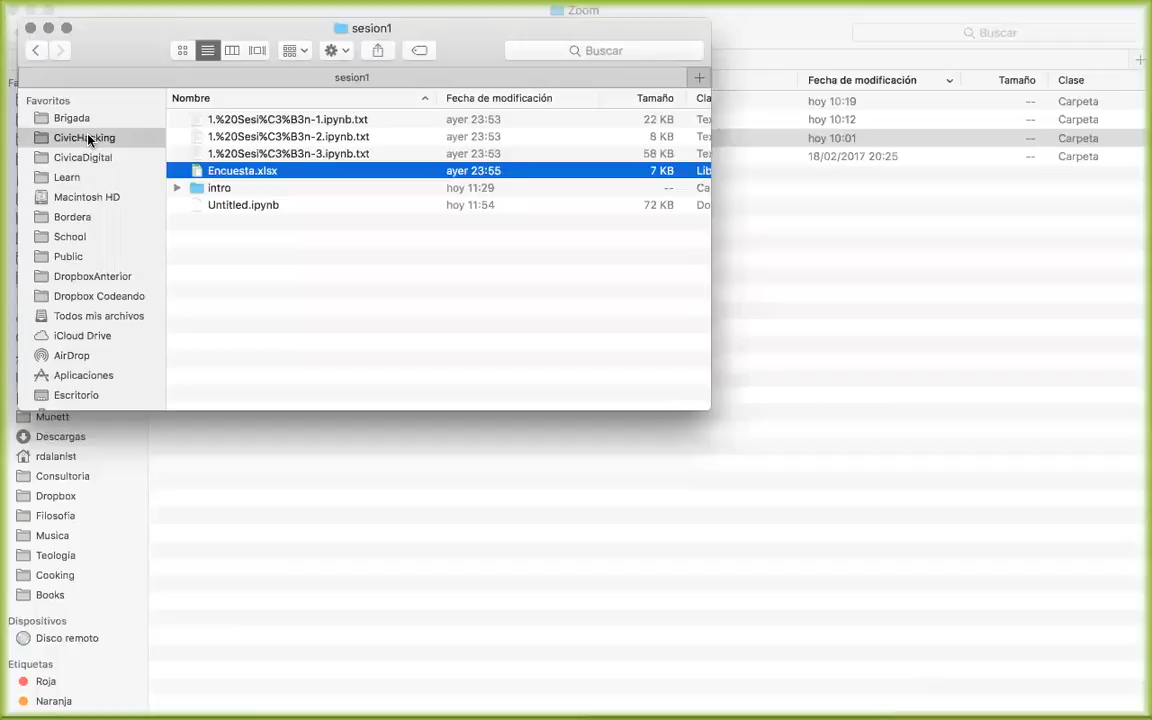 Zoom
Buscar
Fecha de modificación
Tamaño
Clase
hoy 10:19
--
Carpeta
hoy 10:12
--
Carpeta
hoy 10:01
--
Carpeta
18/02/2017 20:25
--
Carpeta
sesion1
Buscar
sesion1
Favoritos
Brigada
CivicHacking
CivicaDigital
Learn
Macintosh HD
Bordera
School
Public
DropboxAnterior
Dropbox Codeando
Todos mis archivos
iCloud Drive
AirDrop
Aplicaciones
Escritorio
Nombre
Fecha de modificación
Tamaño
Cla
1.%20Sesi%C3%B3n-1.ipynb.txt
ayer 23:53
22 KB
Tex
1.%20Sesi%C3%B3n-2.ipynb.txt
ayer 23:53
8 KB
Tex
1.%20Sesi%C3%B3n-3.ipynb.txt
ayer 23:53
58 KB
Tex
Encuesta.xlsx
ayer 23:55
7 KB
Lib
intro
hoy 11:29
--
Ca
Untitled.ipynb
hoy 11:54
72 KB
Do
Fa
Munett
Descargas
rdalanist
Consultoria
Dropbox
Filosofia
Musica
Teologia
Cooking
Books
Dispositivos
Disco remoto
Etiquetas
Roja
Naranja